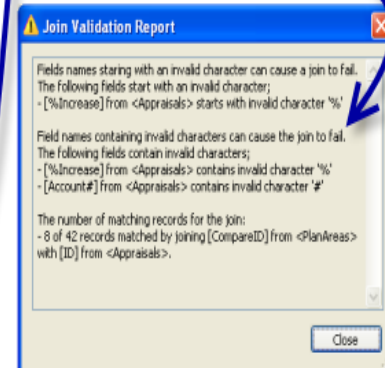 Join Validation Report
Fields names staring with an invalid character can cause a join to fail.
The following fields start with an invalid character;
- [%Increase] from <Appraisals> starts with invalid character '%'
Field names containing invalid characters can cause the join to fail.
The following fields contain invalid characters;
- [%Increase] from <Appraisals> contains invalid character '%'
- [Account#] from <Appraisals> contains invalid character '#'
The number of matching records for the join:
- 8 of 42 records matched by joining [CompareID] from <PlanAreas>
with [ID] from <Appraisals>.
Close